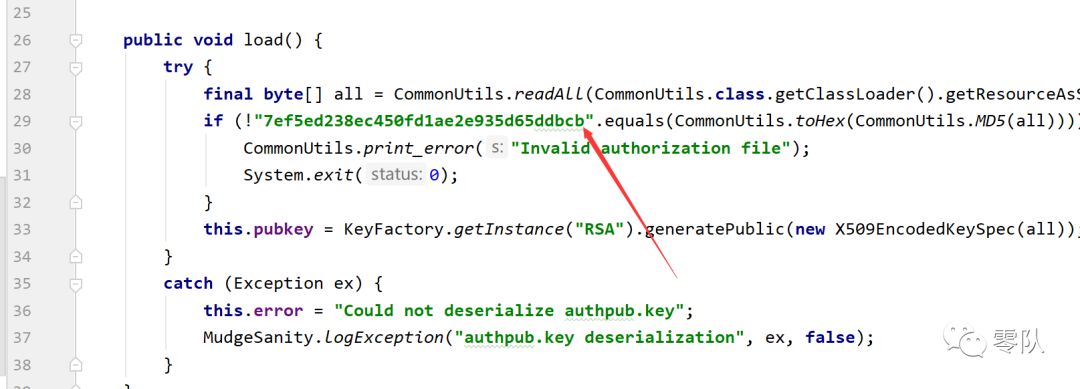 25
26 public void load() {
27 try {
28 final byte[] all = CommonUtils.readAll(CommonUtils.class.getClassLoader().getResourceAsS
29 if (!"7ef5ed238ec450fd1ae2e935d65ddbcb".equals(CommonUtils.toHex(CommonUtils.MD5(all))))
30 CommonUtils.print_error( s: "Invalid authorization file");
31 System.exit( status: 0);
32 }
33 this.pubkey = KeyFactory.getInstance("RSA").generatePublic(new X509EncodedKeySpec(all));
34 }
35 catch (Exception ex) {
36 this.error = "Could not deserialize authpub.key";
37 MudgeSanity.logException("authpub.key deserialization", ex, false);
38 }
零队